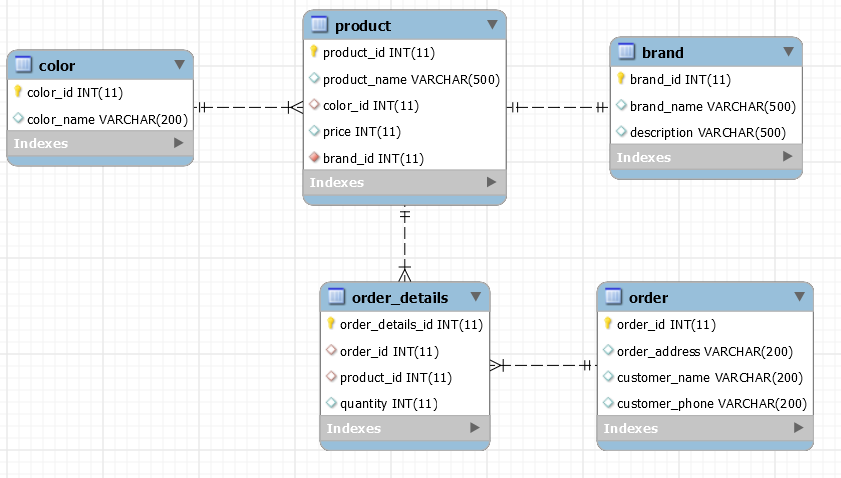 color
color_id INT(11)
color_name VARCHAR(200)
Indexes
product
product_id INT(11)
product_name VARCHAR(500)
color_id INT(11)
price INT(11)
brand_id INT(11)
Indexes
brand
brand_id INT(11)
brand_name VARCHAR(500)
description VARCHAR(500)
Indexes
order_details
order_details_id INT(11)
order_id INT(11)
product_id INT(11)
quantity INT(11)
Indexes
order
order_id INT(11)
order_address VARCHAR(200)
customer_name VARCHAR(200)
customer_phone VARCHAR(200)
Indexes